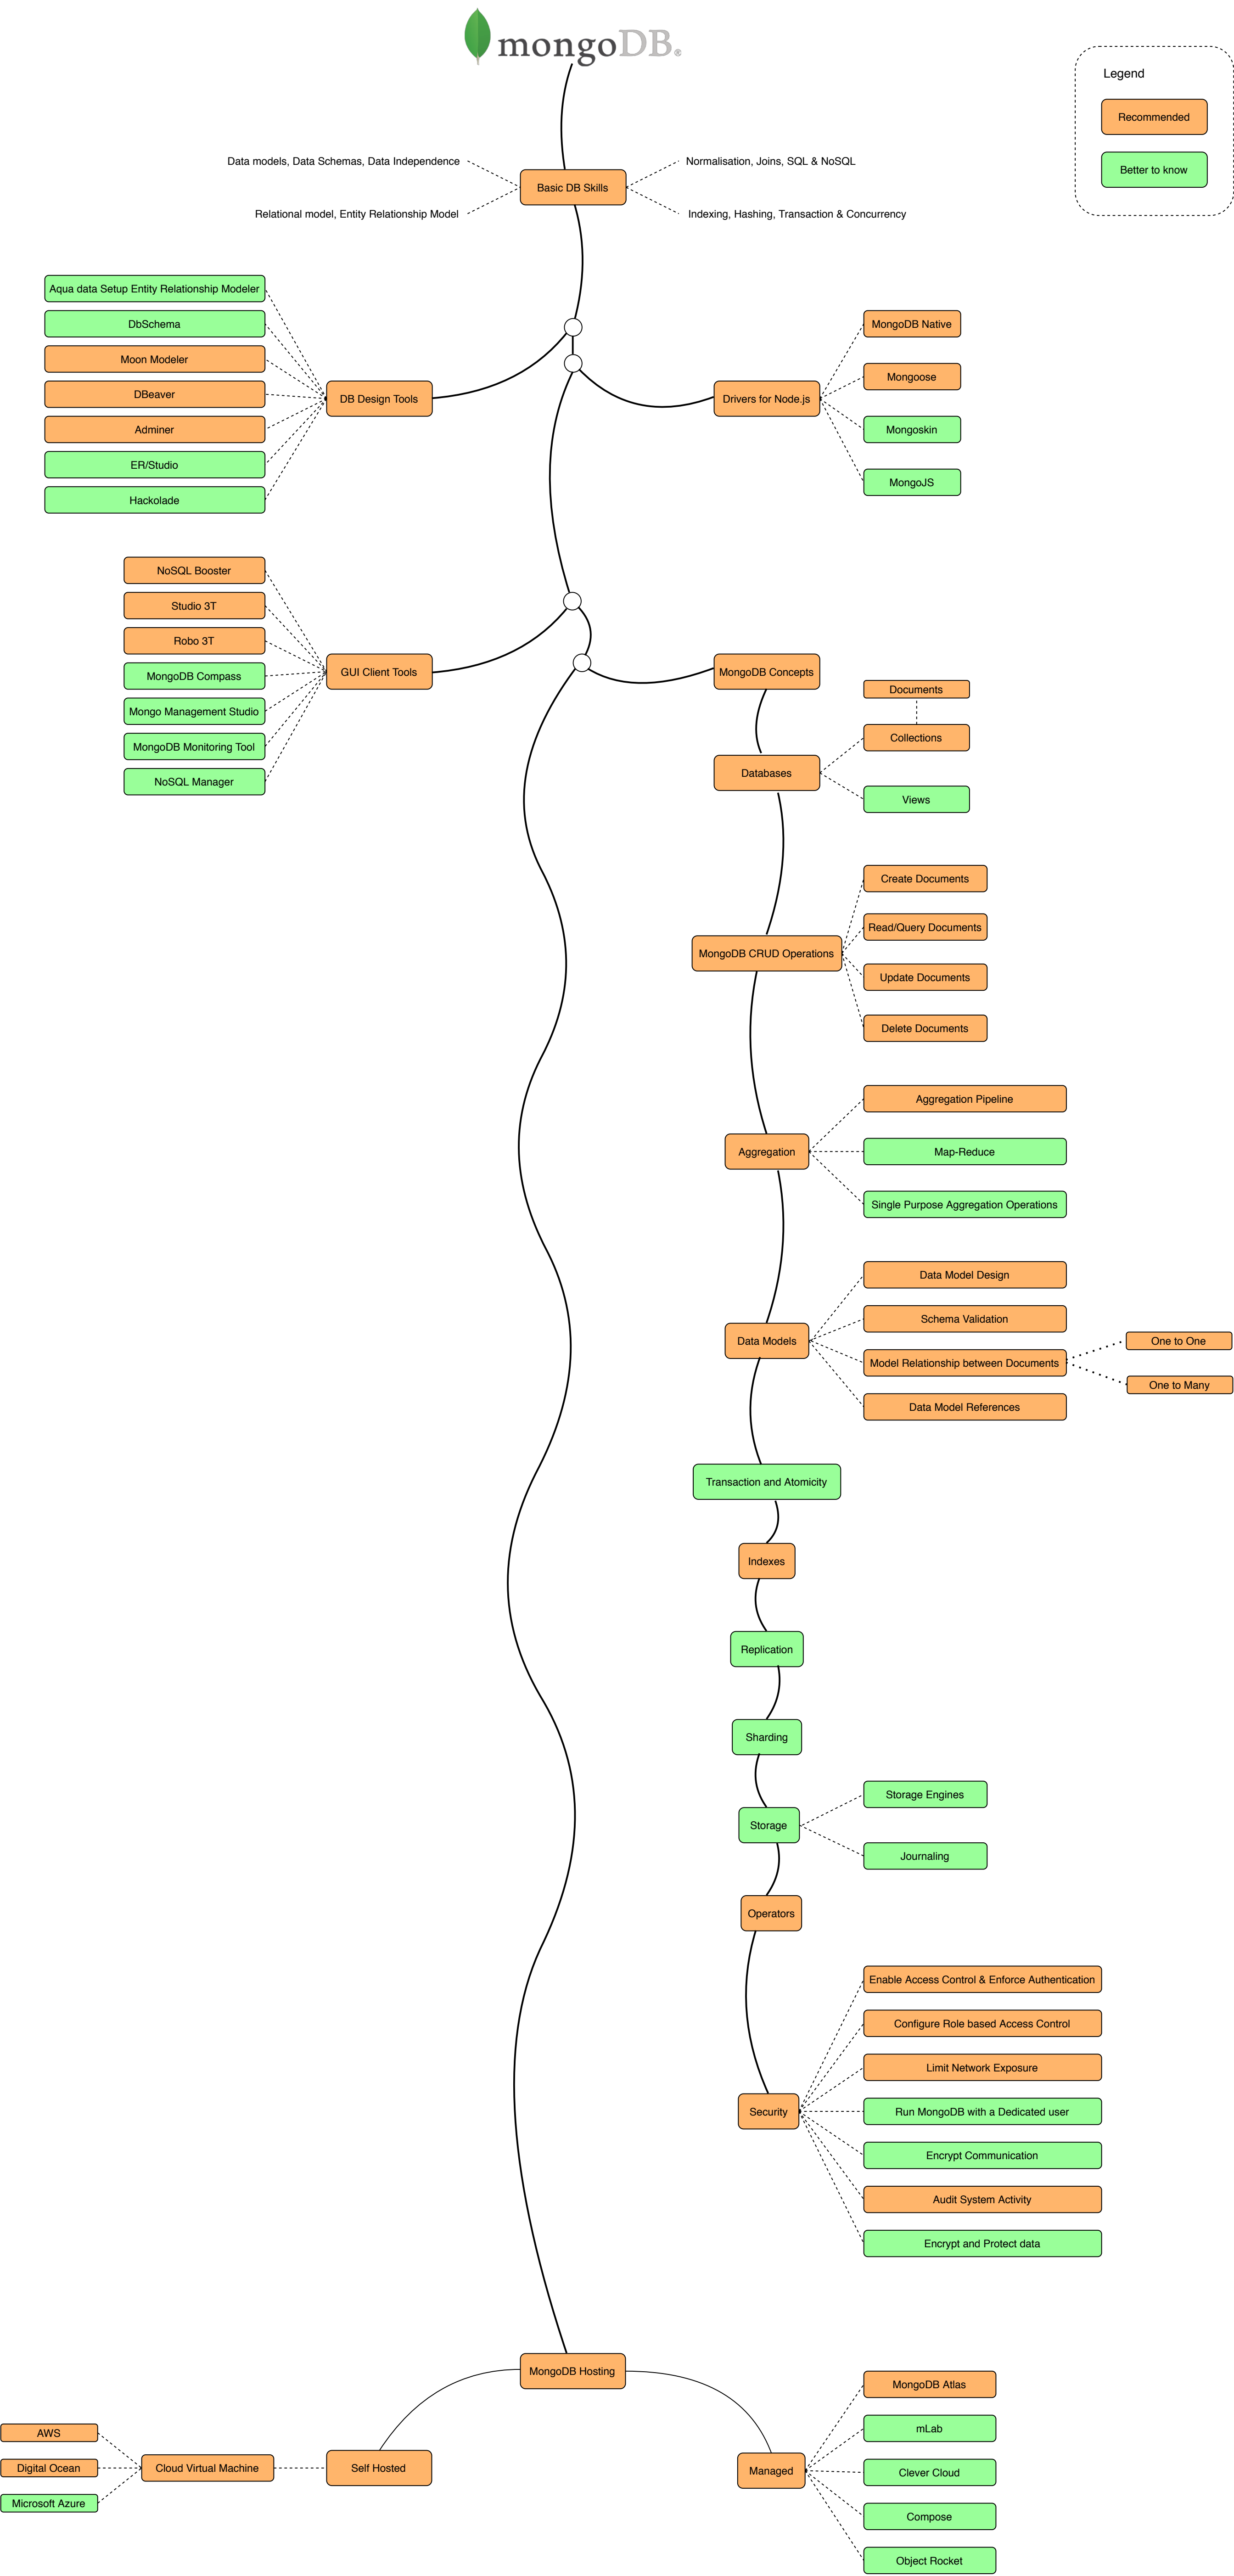 mongoDB®
Legend
Recommended
Better to know
Data models, Data Schemas, Data Independence
Normalisation, Joins, SQL & NoSQL
Basic DB Skills
Relational model, Entity Relationship Model
Indexing, Hashing, Transaction & Concurrency
Aqua data Setup Entity Relationship Modeler
DbSchema
Moon Modeler
DBeaver
Adminer
ER/Studio
Hackolade
DB Design Tools
Drivers for Node.js
MongoDB Native
Mongoose
Mongoskin
MongoJS
NoSQL Booster
Studio 3T
Robo 3T
MongoDB Compass
Mongo Management Studio
MongoDB Monitoring Tool
NoSQL Manager
GUI Client Tools
MongoDB Concepts
Documents
Collections
Databases
Views
Create Documents
Read/Query Documents
MongoDB CRUD Operations
Update Documents
Delete Documents
Aggregation Pipeline
Aggregation
Map-Reduce
Single Purpose Aggregation Operations
Data Model Design
Schema Validation
Data Models
Model Relationship between Documents
One to One
One to Many
Data Model References
Transaction and Atomicity
Indexes
Replication
Sharding
Storage Engines
Storage
Journaling
Operators
Enable Access Control & Enforce Authentication
Configure Role based Access Control
Limit Network Exposure
Security
Run MongoDB with a Dedicated user
Encrypt Communication
Audit System Activity
Encrypt and Protect data
MongoDB Hosting
AWS
Digital Ocean
Microsoft Azure
Cloud Virtual Machine
Self Hosted
Managed
MongoDB Atlas
mLab
Clever Cloud
Compose
Object Rocket